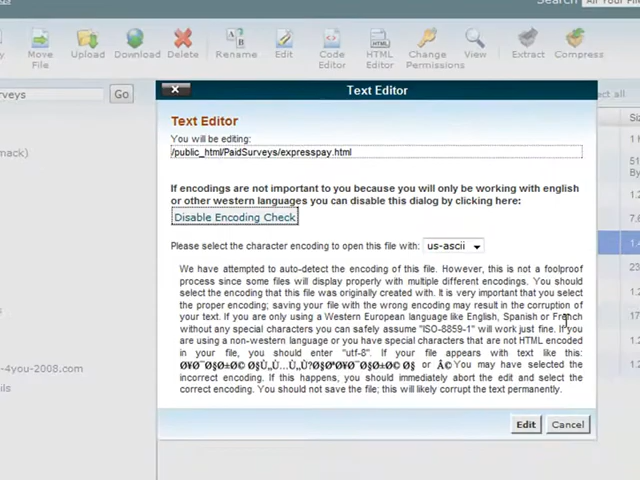 Search
All Your
Move File
Upload
Download
Delete
Rename
Edit
Code Editor
HTML Editor
Change Permissions
View
Extract
Compress
rveys
Go
Text Editor
ct all
Text Editor
You will be editing:
/public_html/PaidSurveys/expresspay.html
mack)
If encodings are not important to you because you will only be working with english
or other western languages you can disable this dialog by clicking here:
Disable Encoding Check
Please select the character encoding to open this file with: us-ascii
We have attempted to auto-detect the encoding of this file. However, this is not a foolproof
process since some files will display properly with multiple different encodings. You should
select the encoding that this file was originally created with. It is very important that you select
the proper encoding; saving your file with the wrong encoding may result in the corruption of
your text. If you are only using a Western European language like English, Spanish or French
without any special characters you can safely assume "ISO-8859-1" will work just fine. If you
are using a non-western language or you have special characters that are not HTML encoded
in your file, you should enter "utf-8". If your file appears with text like this:
or Â© You may have selected the
incorrect encoding. If this happens, you should immediately abort the edit and select the
correct encoding. You should not save the file; this will likely corrupt the text permanently.
-4you-2008.com
ils
Edit
Cancel